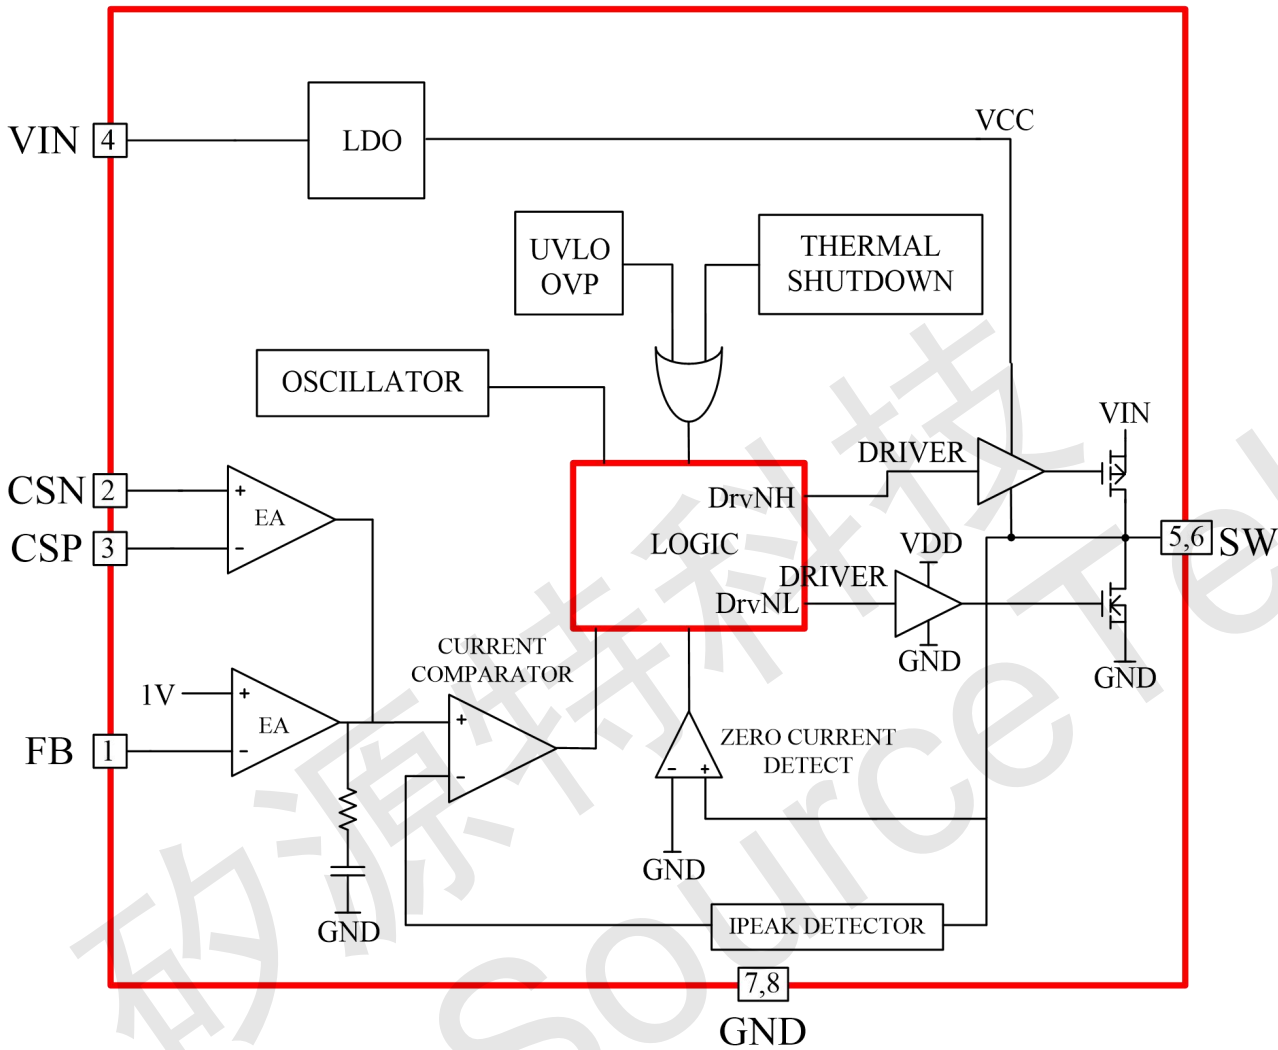 VIN 4
LDO
VCC
UVLO
OVP
THERMAL
SHUTDOWN
OSCILLATOR
VIN
CSN 2
+
EA
-
CSP 3
DRIVER
DrvNH
LOGIC
VDD
5,6 SW
DRIVER
DrvNL
GND
GND
CURRENT
COMPARATOR
1V
+
EA
-
FB 1
+
-
ZERO CURRENT
DETECT
- +
GND
GND
IPEAK DETECTOR
7,8
GND
矽源特科技
Source Te